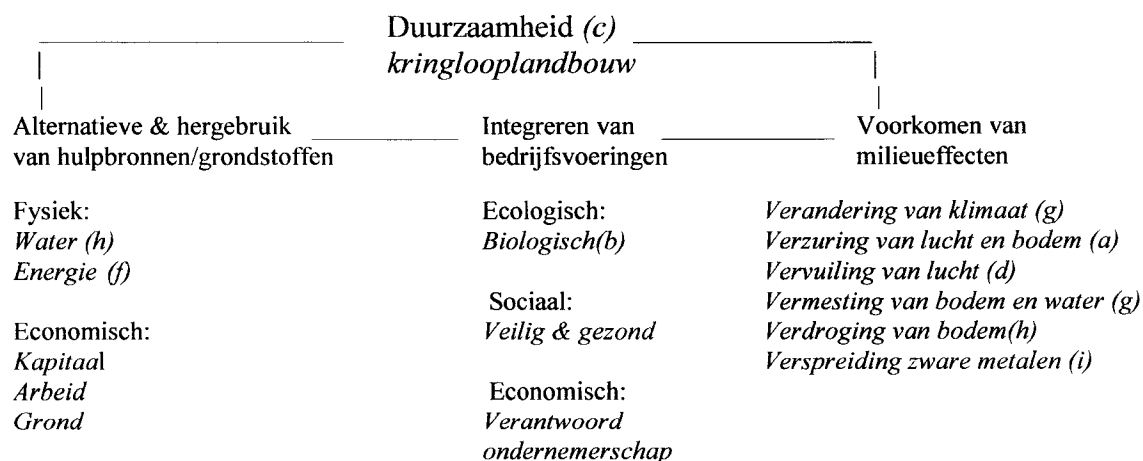 Duurzaamheid (c)
kringlooplandbouw
Alternatieve & hergebruik
van hulpbronnen/grondstoffen
Integreren van
bedrijfsvoeringen
Voorkomen van
milieueffecten
Fysiek:
Water (h)
Energie (f)
Economisch:
Kapitaal
Arbeid
Grond
Ecologisch:
Biologisch(b)
Sociaal:
Veilig & gezond
Economisch:
Verantwoord
ondernemerschap
Verandering van klimaat (g)
Verzuring van lucht en bodem (a)
Vervuiling van lucht (d)
Vermesting van bodem en water (g)
Verdroging van bodem(h)
Verspreiding zware metalen (i)